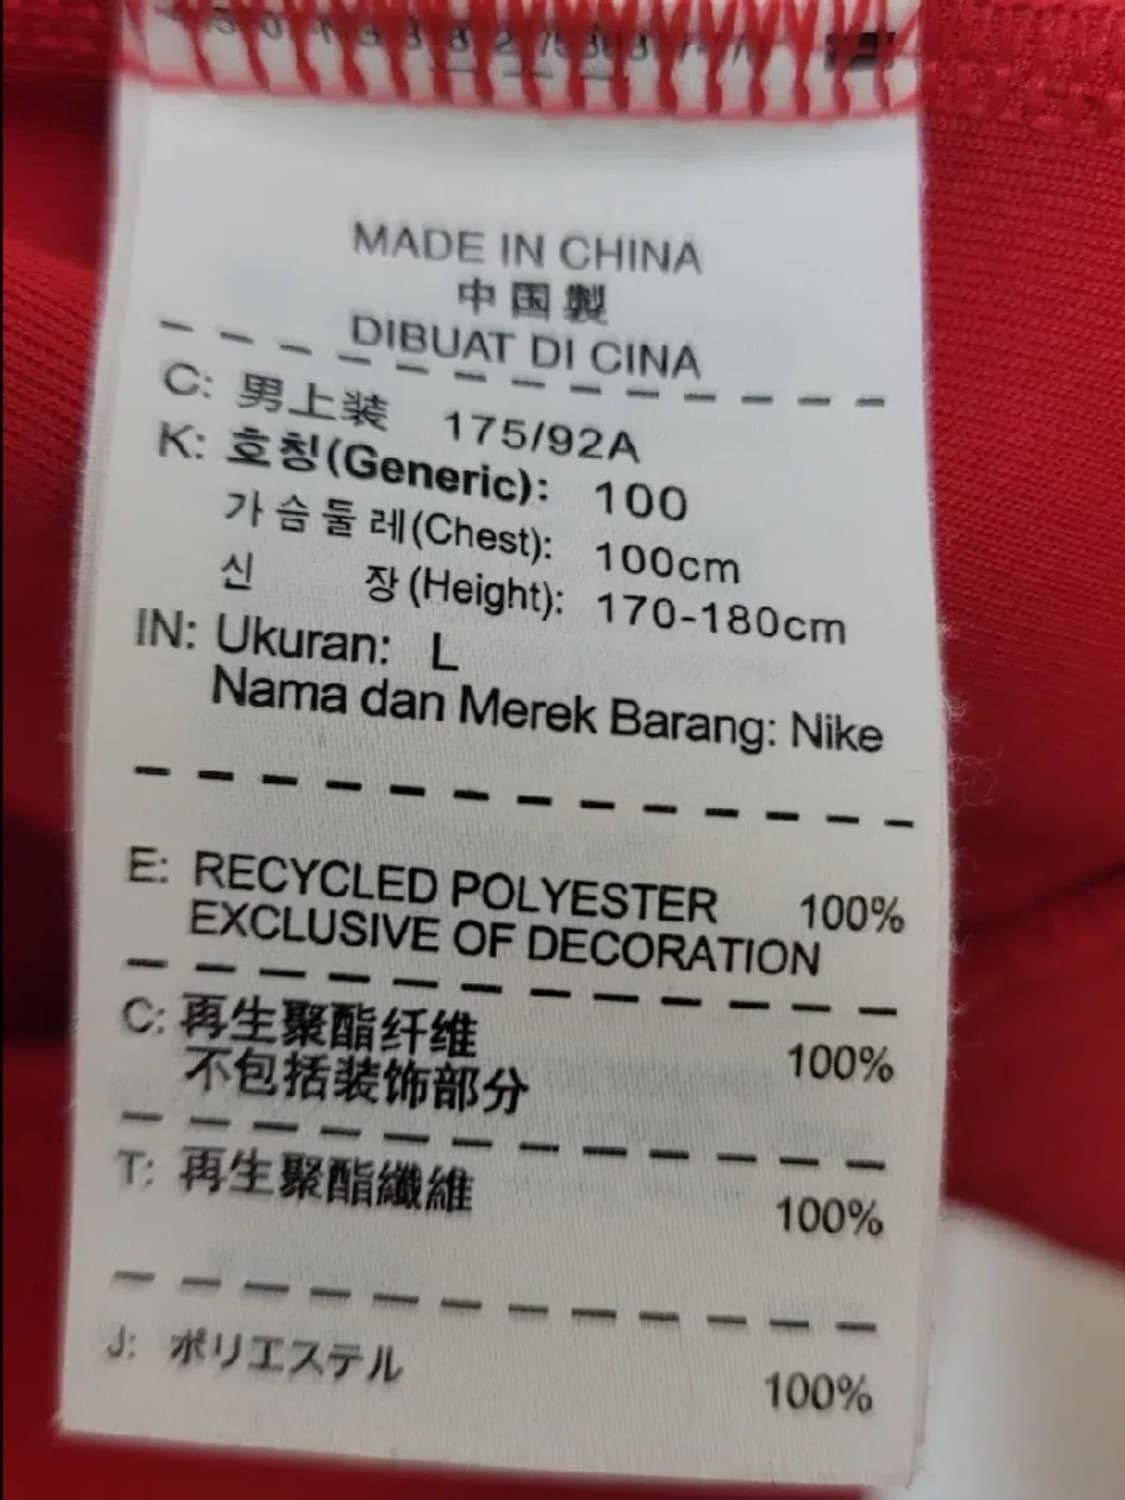 MADE IN CHINA
中国製
DIBUAT DI CINA
C: 男上装 175/92A
K: 호칭(Generic): 100
가슴둘레(Chest): 100cm
신 장(Height): 170-180cm
IN: Ukuran: L
Nama dan Merek Barang: Nike
E: RECYCLED POLYESTER 100%
EXCLUSIVE OF DECORATION
C: 再生聚酯纤维 100%
不包括装饰部分
T: 再生聚酯纖維 100%
J: ポリエステル 100%